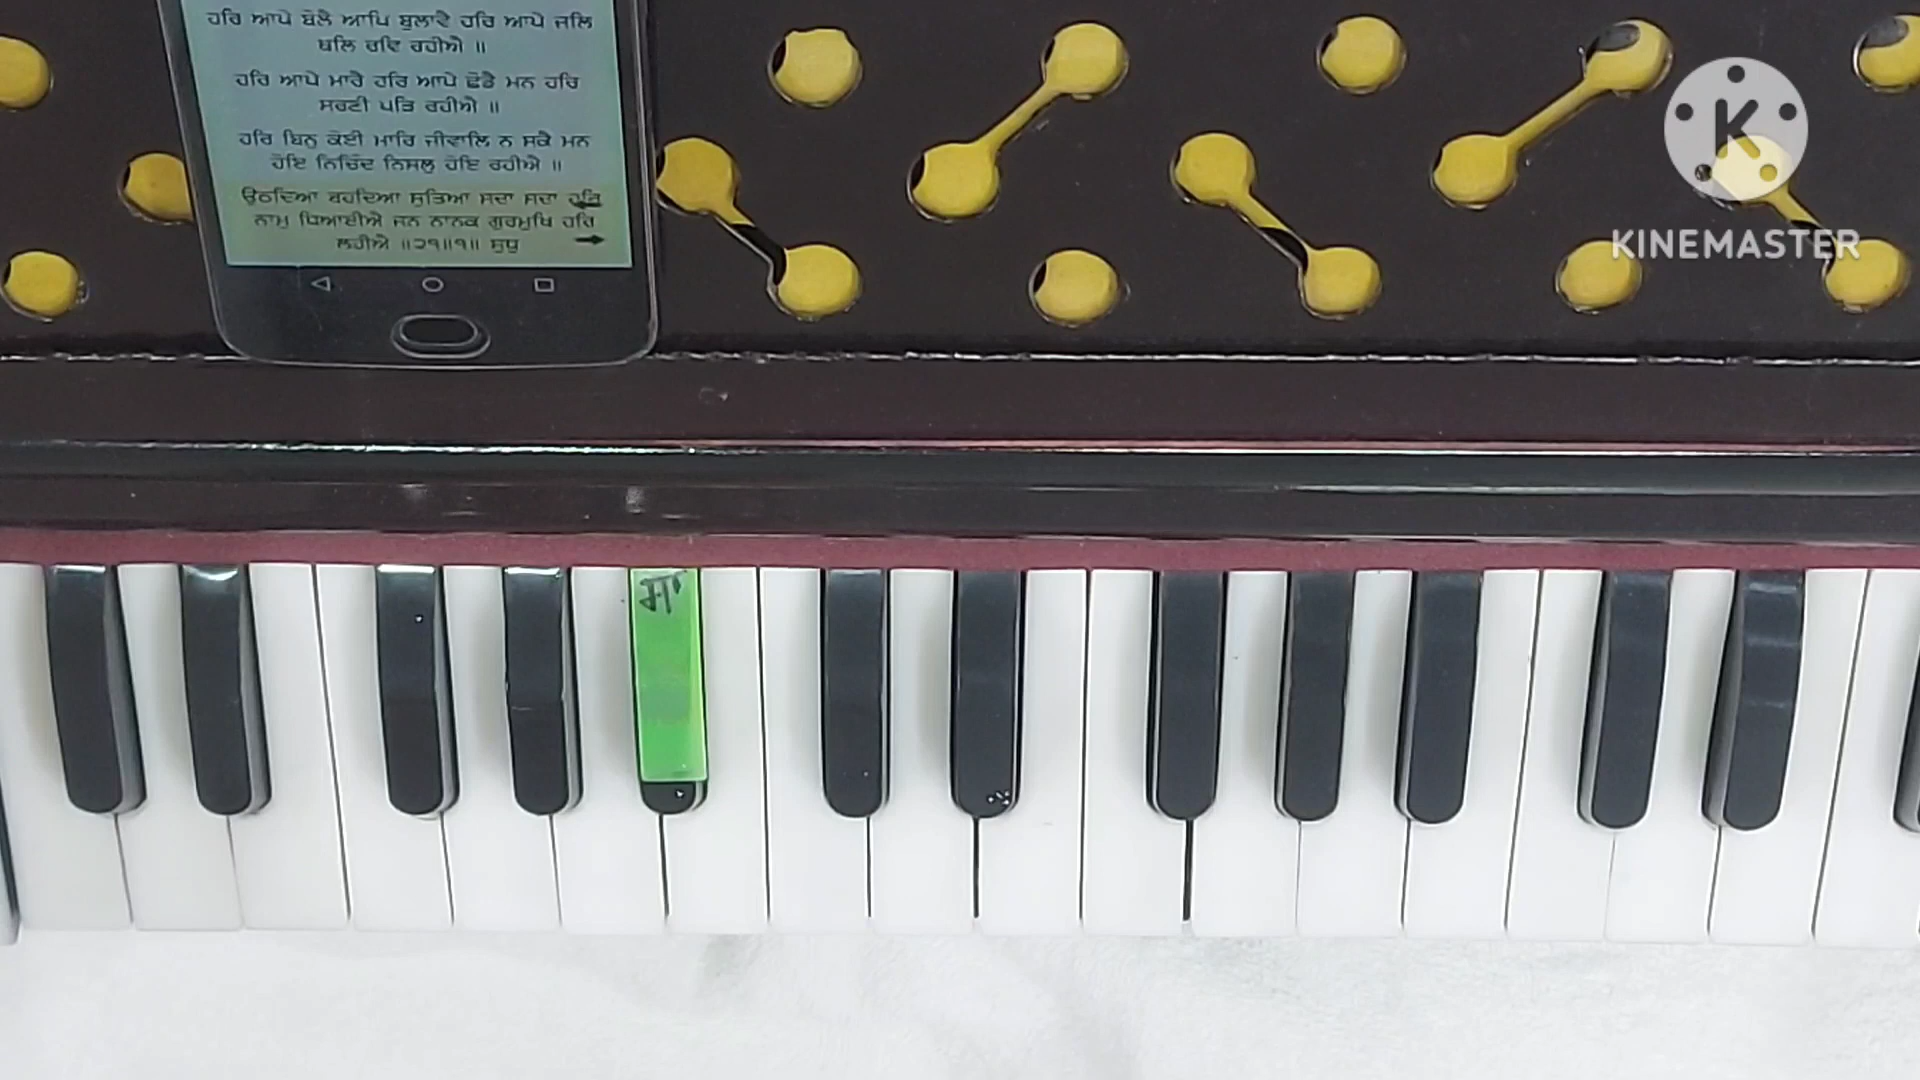 ਹਰਿ ਆਪੇ ਬੋਲੈ ਆਪਿ ਬੁਲਾਵੈ ਹਰਿ ਆਪੇ ਜਲਿ
ਥਲਿ ਰਵਿ ਰਹੀਐ ॥
ਹਰਿ ਆਪੇ ਮਾਰੈ ਹਰਿ ਆਪੇ ਛੋਡੈ ਮਨ ਹਰਿ
ਸਰਣੀ ਪੜਿ ਰਹੀਐ ॥
ਹਰਿ ਬਿਨੁ ਕੋਈ ਮਾਰਿ ਜੀਵਾਲਿ ਨ ਸਕੈ ਮਨ
ਹੋਇ ਨਿਚਿੰਦ ਨਿਸਲੁ ਹੋਇ ਰਹੀਐ ॥
ਉਠਦਿਆ ਬਹਦਿਆ ਸੁਤਿਆ ਸਦਾ ਸਦਾ ਹਰਿ
ਨਾਮੁ ਧਿਆਈਐ ਜਨ ਨਾਨਕ ਗੁਰਮੁਖਿ ਹਰਿ
ਲਹੀਐ ॥੨੧॥੧॥ ਸੁਧੁ
K
KINEMASTER
ਸਾ